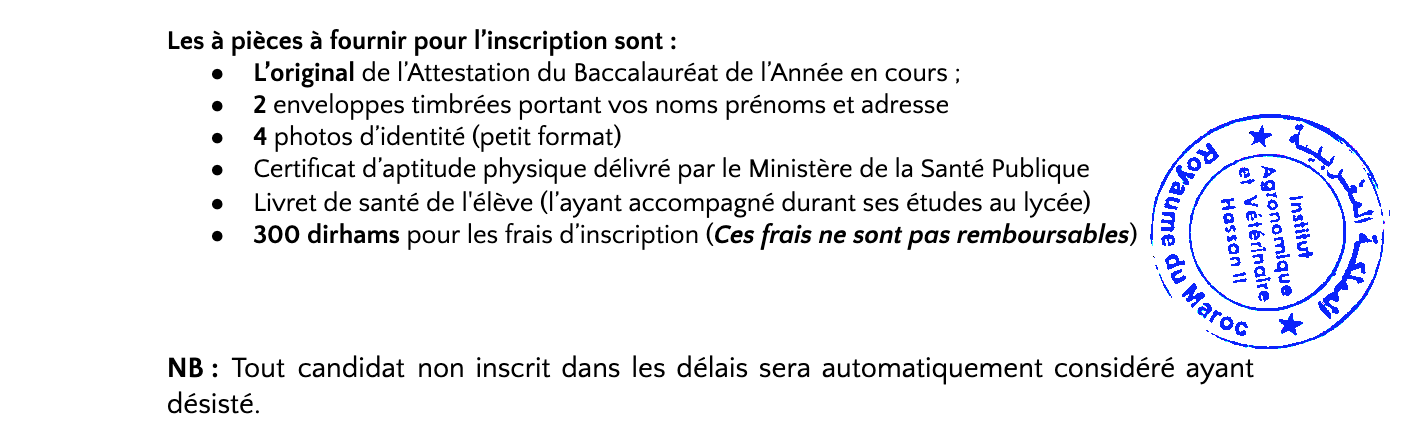 Les à pièces à fournir pour l’inscription sont :
● L’original de l’Attestation du Baccalauréat de l’Année en cours ;
● 2 enveloppes timbrées portant vos noms prénoms et adresse
● 4 photos d’identité (petit format)
● Certificat d’aptitude physique délivré par le Ministère de la Santé Publique
● Livret de santé de l'élève (l’ayant accompagné durant ses études au lycée)
● 300 dirhams pour les frais d’inscription (Ces frais ne sont pas remboursables)
المملكة المغربية
Royaume du Maroc
Institut
Agronomique
et Vétérinaire
Hassan II
NB : Tout candidat non inscrit dans les délais sera automatiquement considéré ayant
désisté.